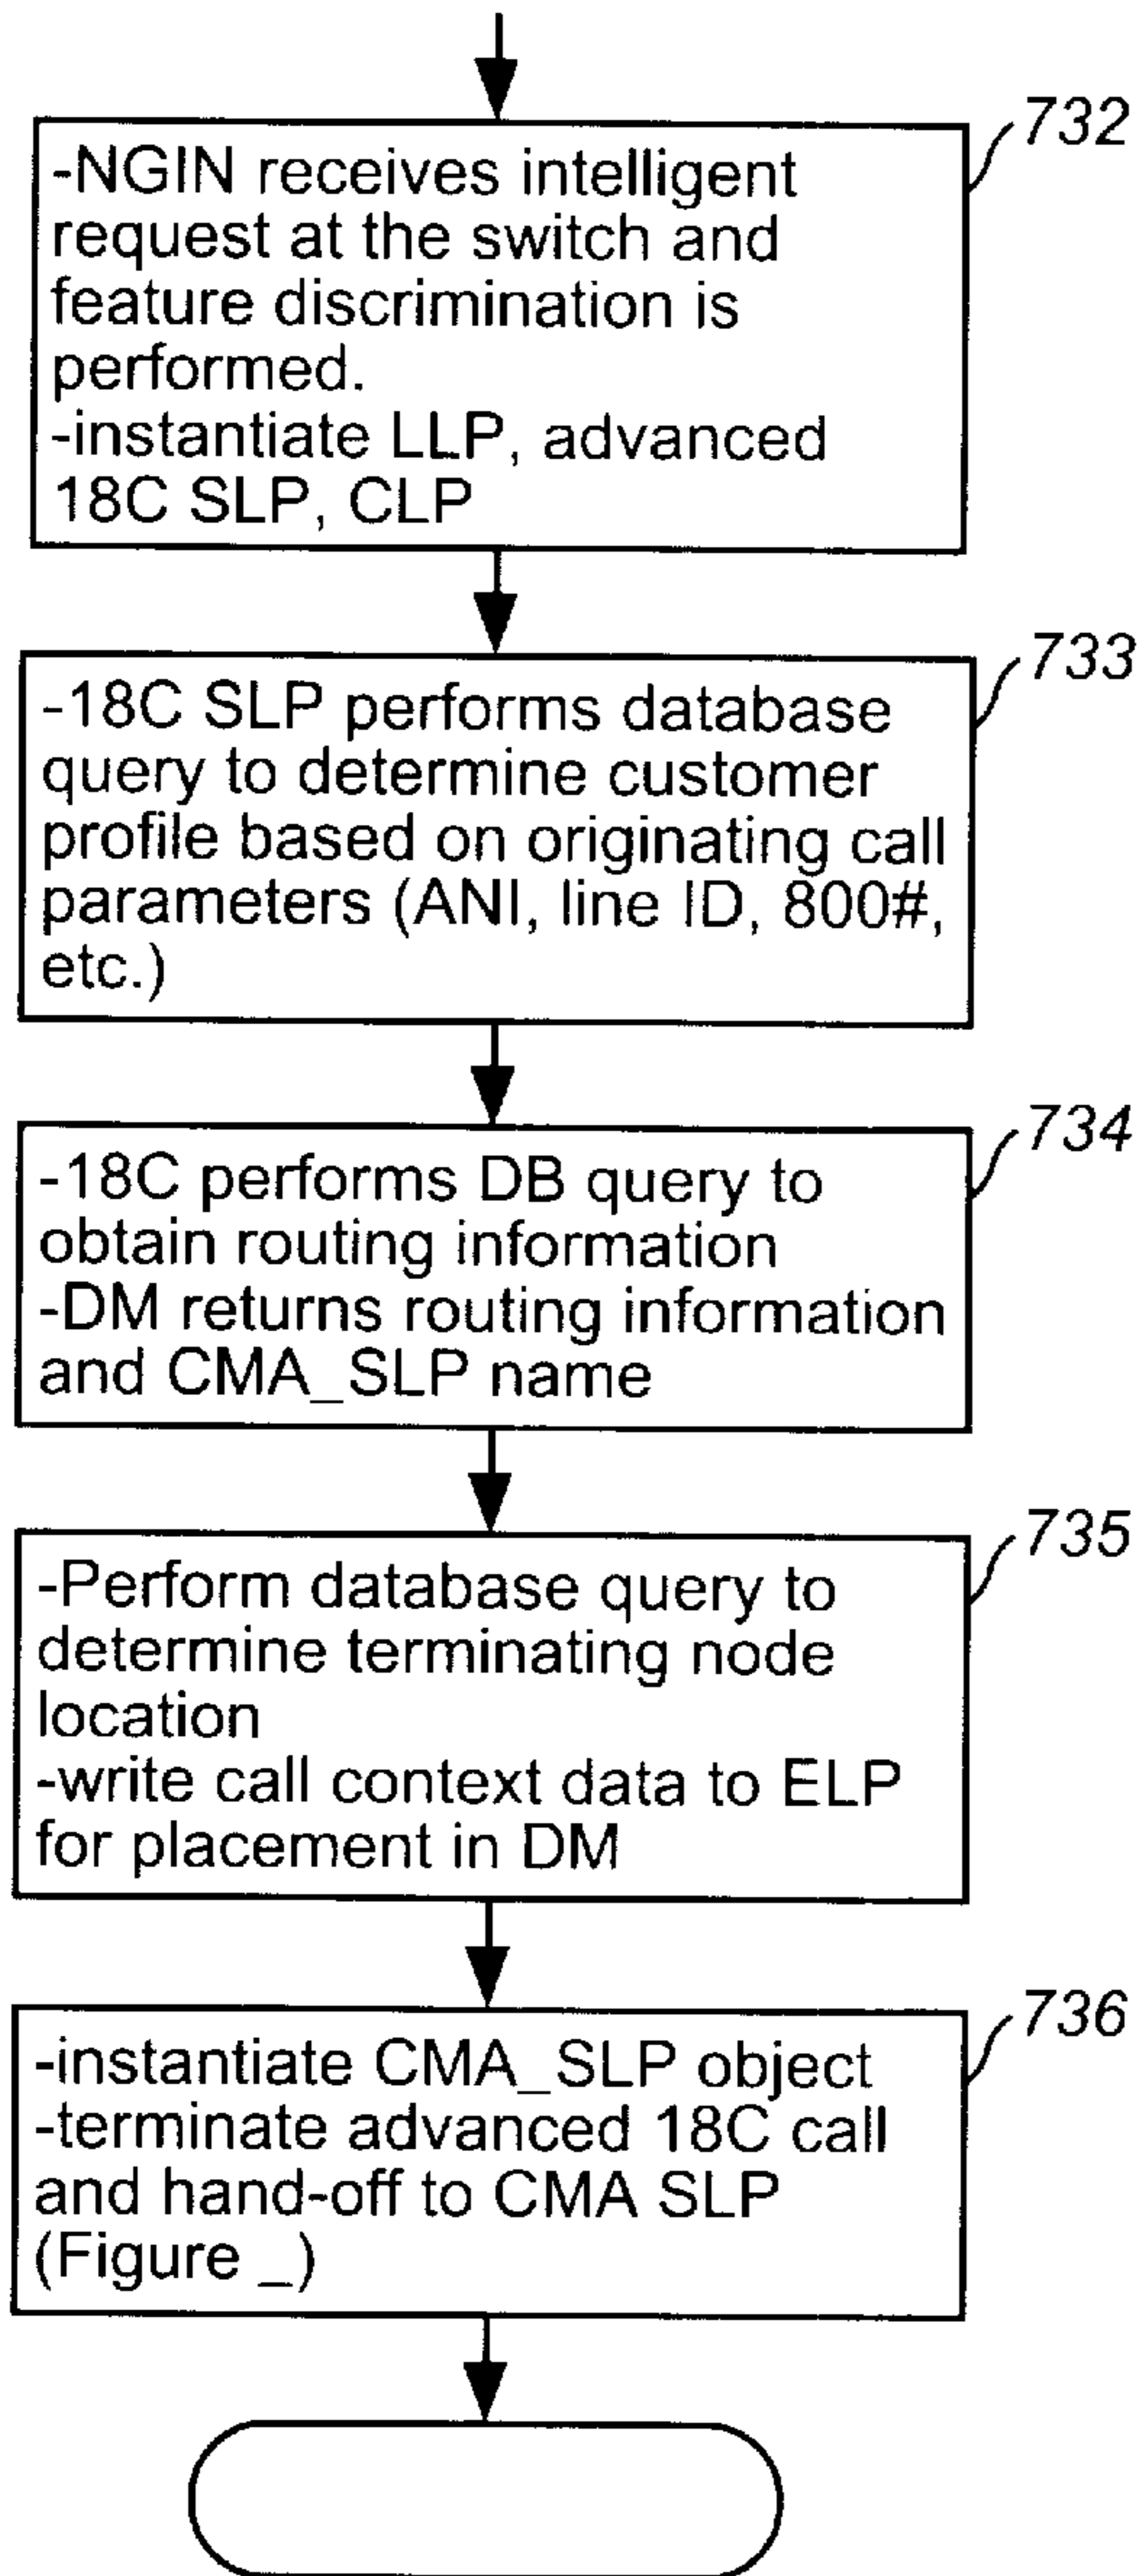 732
-NGIN receives intelligent
request at the switch and
feature discrimination is
performed.
-instantiate LLP, advanced
18C SLP, CLP
733
-18C SLP performs database
query to determine customer
profile based on originating call
parameters (ANI, line ID, 800#,
etc.)
734
-18C performs DB query to
obtain routing information
-DM returns routing information
and CMA_SLP name
735
-Perform database query to
determine terminating node
location
-write call context data to ELP
for placement in DM
736
-instantiate CMA_SLP object
-terminate advanced 18C call
and hand-off to CMA SLP
(Figure _)